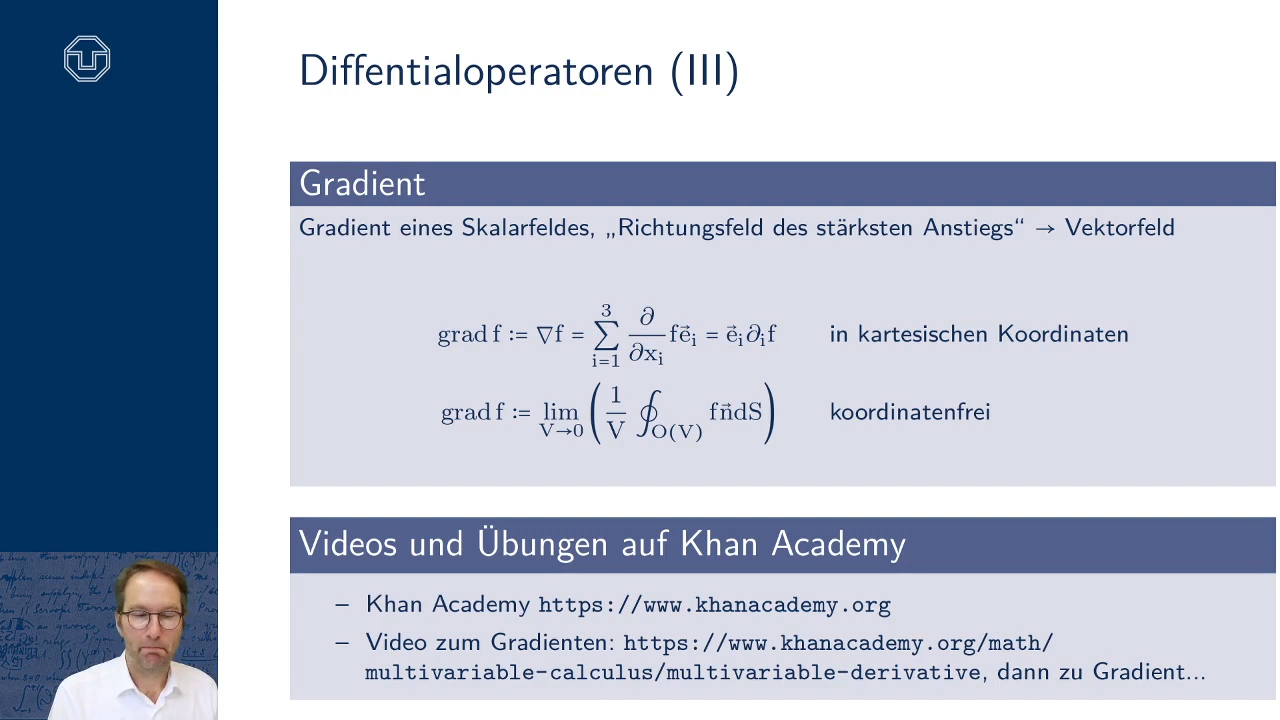 Diffentialoperatoren (III)
Gradient
Gradient eines Skalarfeldes, „Richtungsfeld des stärksten Anstiegs“ → Vektorfeld
grad f := ∇f = ∑_{i=1}^{3} ∂/∂x_i f e⃗_i = e⃗_i ∂_i f in kartesischen Koordinaten
grad f := lim_{V→0} (1/V ∮_{O(V)} f n⃗ dS) koordinatenfrei
Videos und Übungen auf Khan Academy
– Khan Academy https://www.khanacademy.org
– Video zum Gradienten: https://www.khanacademy.org/math/
multivariable-calculus/multivariable-derivative, dann zu Gradient...